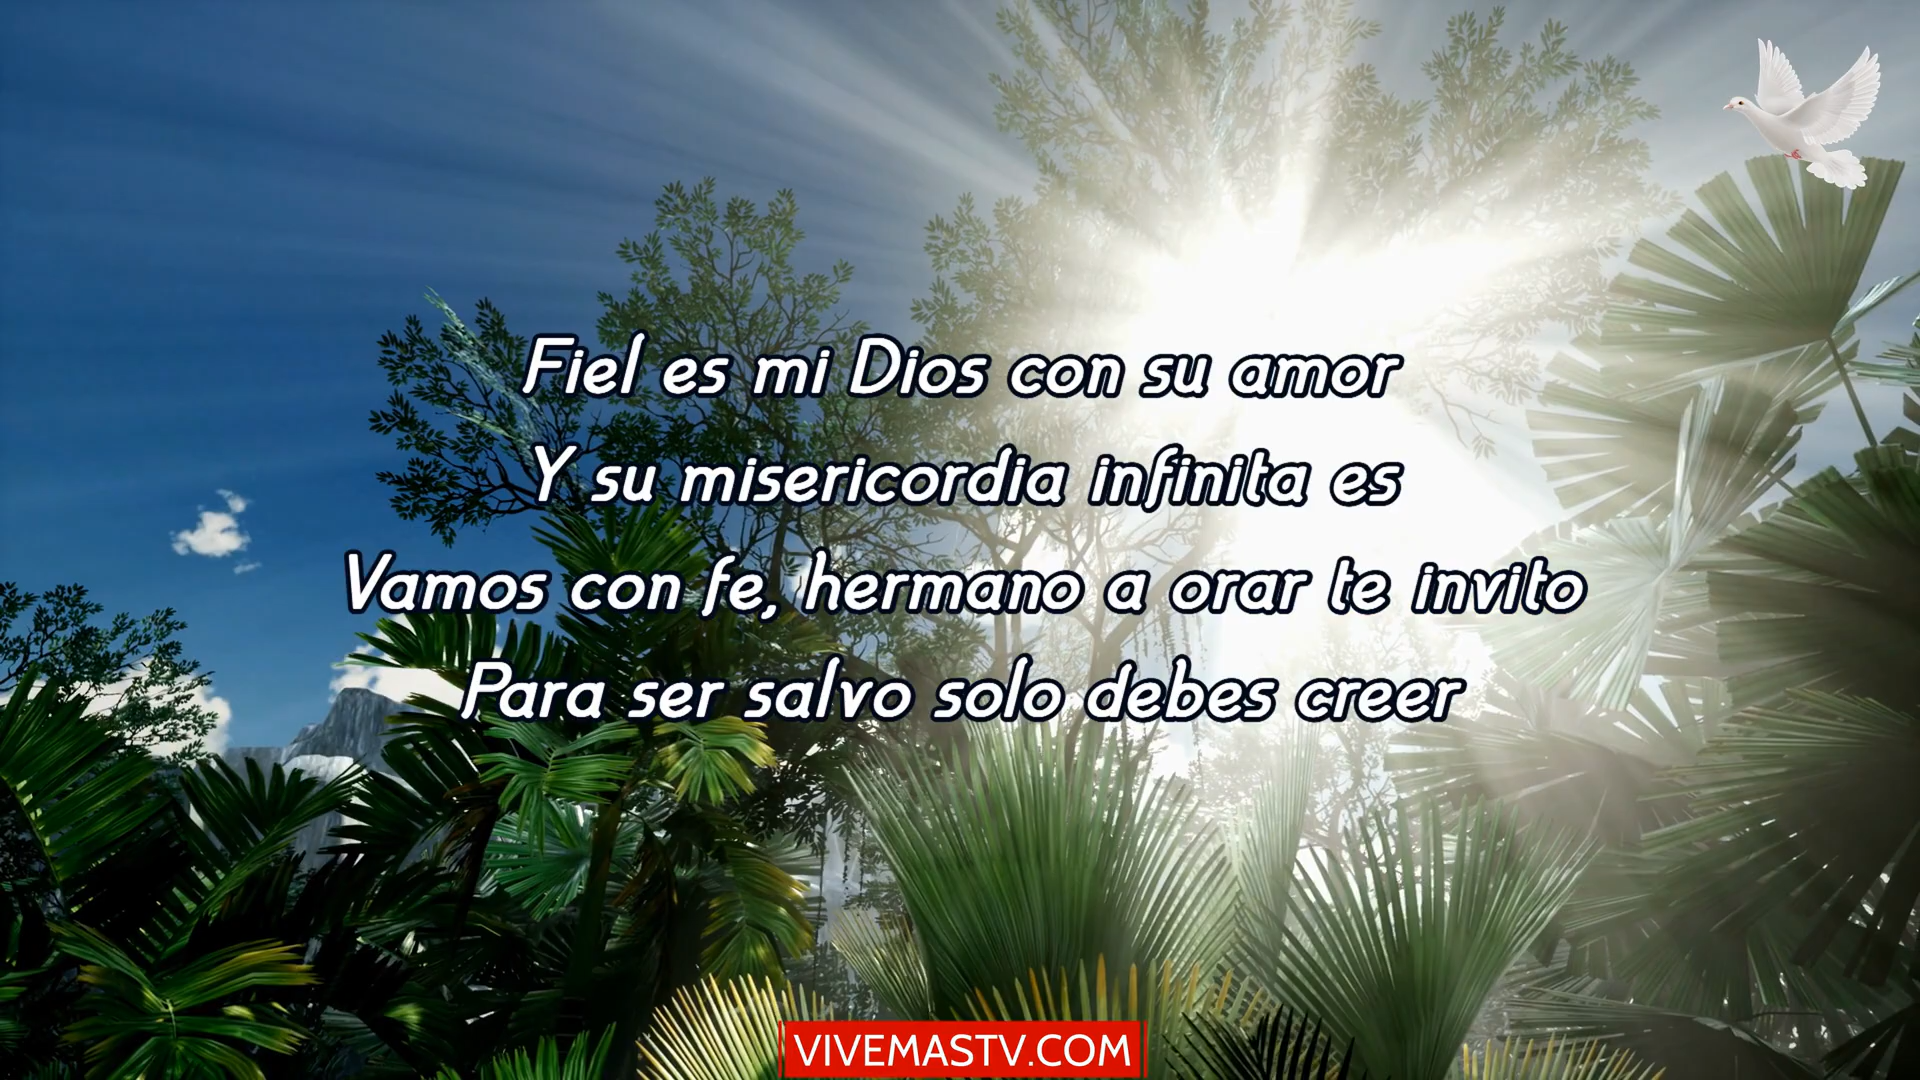 Fiel es mi Dios con su amor
Y su misericordia infinita es
Vamos con fe, hermano a orar te invito
Para ser salvo solo debes creer
VIVEMASTV.COM